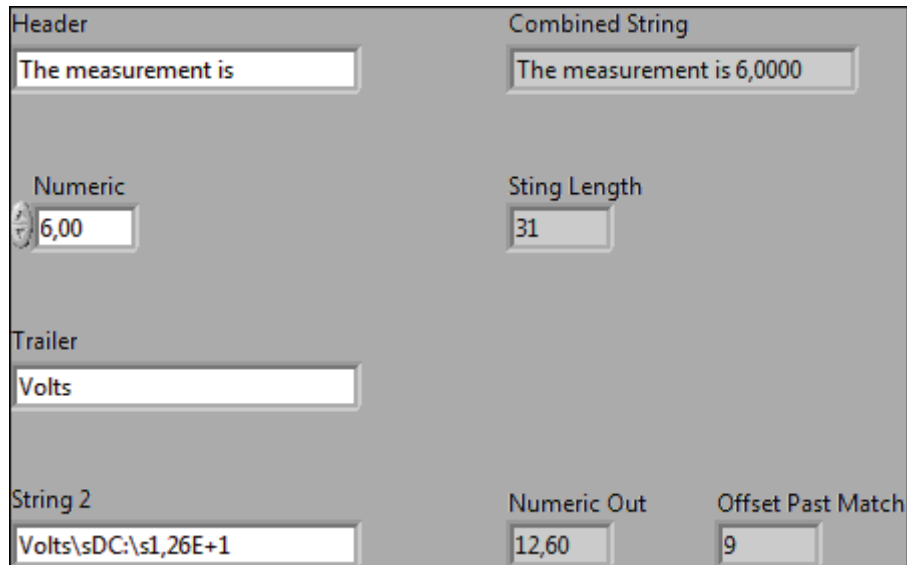 Header
The measurement is
Combined String
The measurement is 6,0000
Numeric
6,00
Sting Length
31
Trailer
Volts
String 2
Volts\sDC:\s1,26E+1
Numeric Out
12,60
Offset Past Match
9